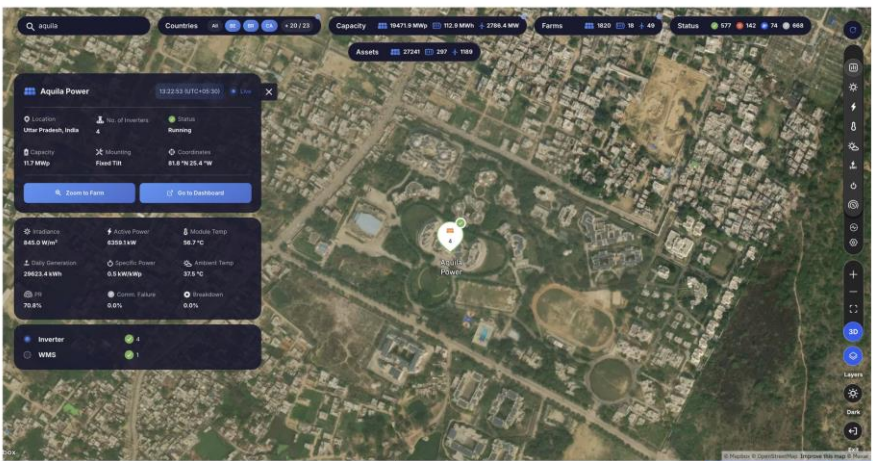 aquila
Countries All + 20 / 23
Capacity 19471.9 MWp 112.9 MWh 2766.4 MW
Farms 1820 18 49
Status 577 142 74 668
Assets 27241 297 1189
Aquila Power 13:22:53 (UTC+05:30) Live
Location No. of Inverters Status
Uttar Pradesh, India 4 Running
Capacity Mounting Coordinates
11.7 MWp Fixed Tilt 81.6 °N 25.4 °W
Zoom to Farm Go to Dashboard
Irradiance Active Power Module Temp
845.0 W/m² 6359.1 kW 56.7 °C
Daily Generation Specific Power Ambient Temp
29623.4 kWh 0.5 kW/kWp 37.5 °C
PR Comm. Failure Breakdown
70.8% 0.0% 0.0%
Inverter 4
WMS 1
Aquila
Power
3D
Layers
Dark
Exit
box
© Mapbox © OpenStreetMap Improve this map © Maxar